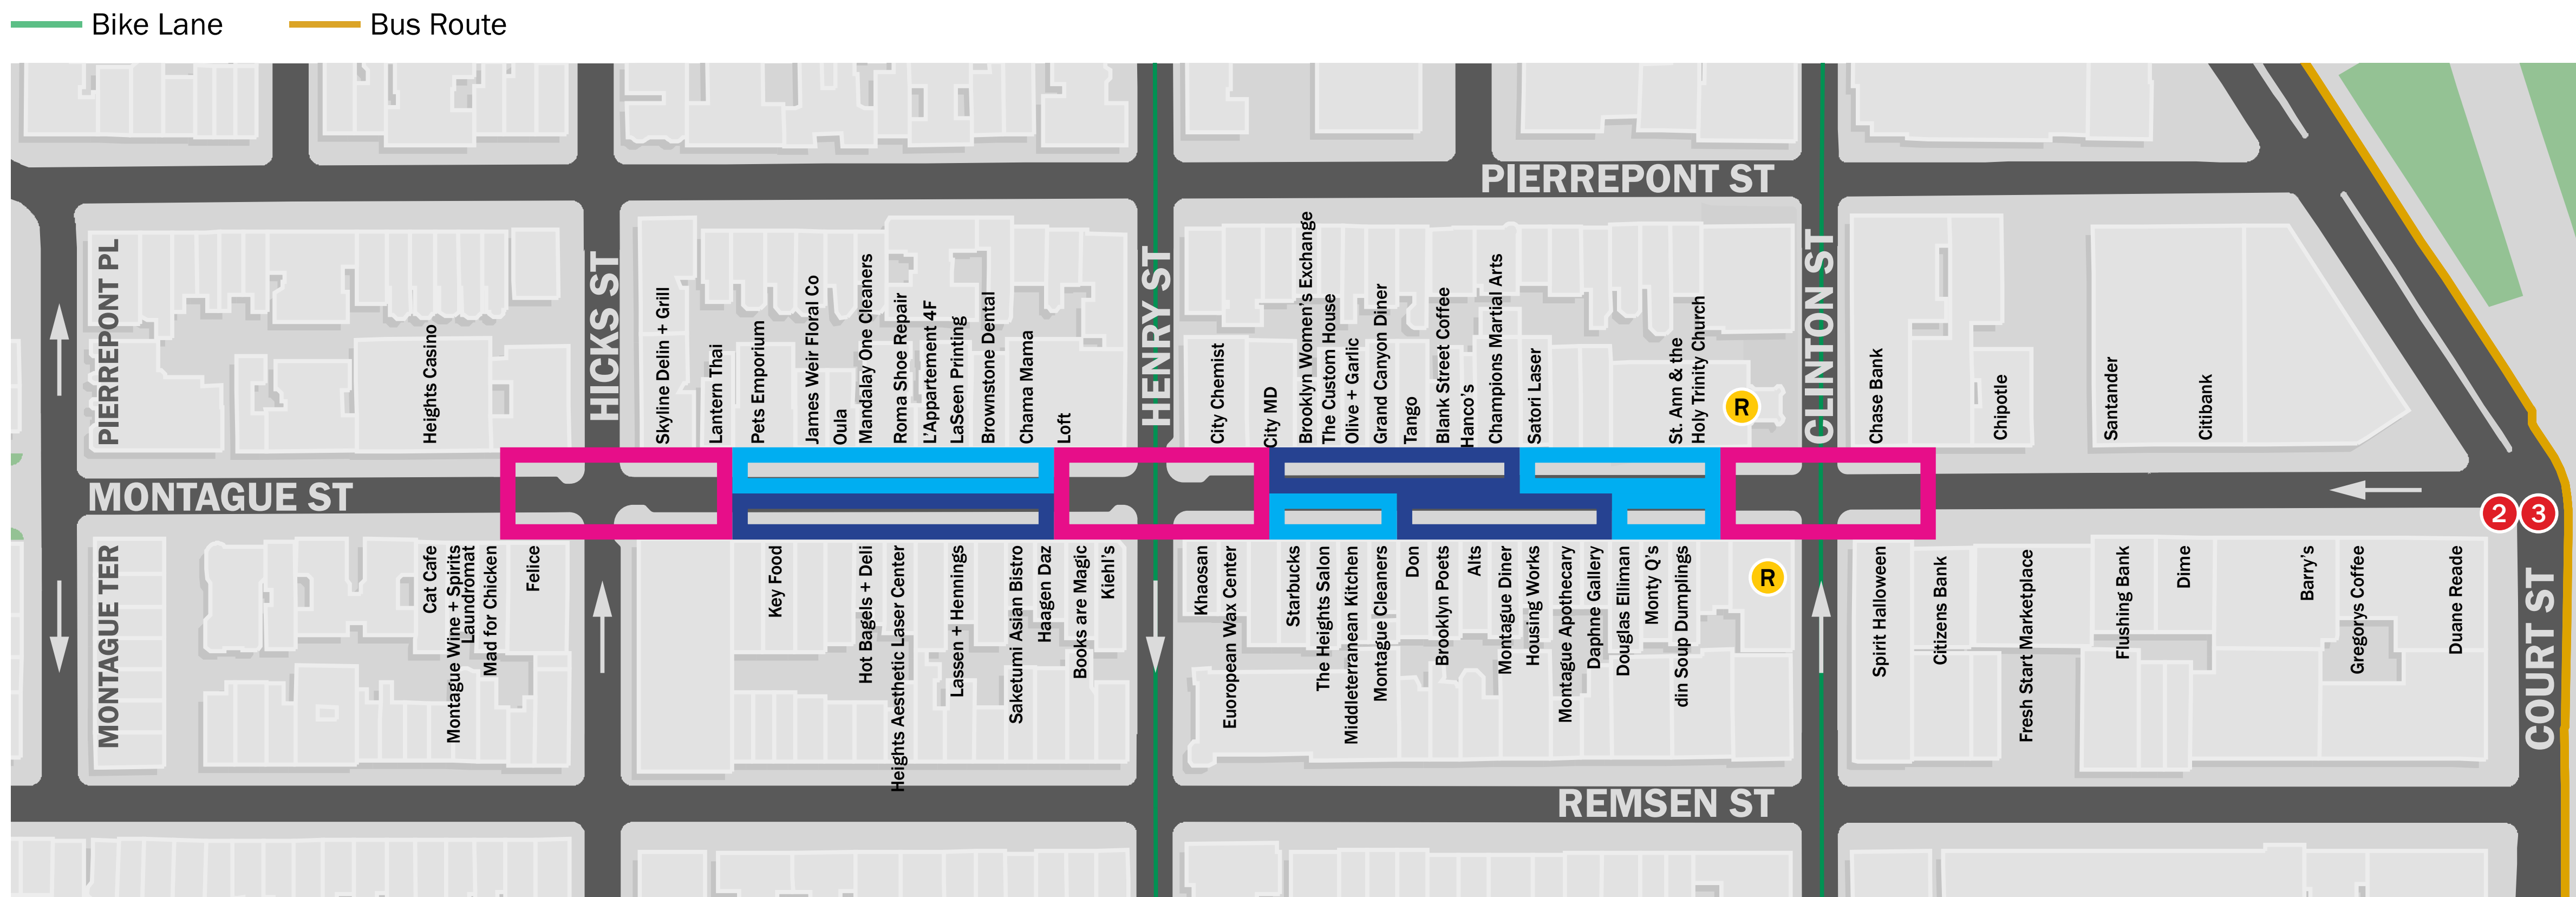 Bike Lane
Bus Route
PIERREPONT ST
PIERREPONT PL
Heights Casino
HICKS ST
Skyline Delin + Grill
Lantern Thai
Pets Emporium
James Weir Floral Co
Oula
Mandalay One Cleaners
Roma Shoe Repair
L'Appartement 4F
LaSeen Printing
Brownstone Dental
Chama Mama
Loft
HENRY ST
City Chemist
City MD
Brooklyn Women's Exchange
The Custom House
Olive + Garlic
Grand Canyon Diner
Tango
Blank Street Coffee
Hanco's
Champions Martial Arts
Satori Laser
St. Ann & the
Holy Trinity Church
R
CLINTON ST
Chase Bank
Chipotle
Santander
Citibank
MONTAGUE ST
2
3
MONTAGUE TER
Cat Cafe
Montague Wine + Spirits
Laundromat
Mad for Chicken
Felice
Key Food
Hot Bagels + Deli
Heights Aesthetic Laser Center
Lassen + Hennings
Saketumi Asian Bistro
Haagen Daz
Books are Magic
Kiehl's
Khaosan
Euoropean Wax Center
Starbucks
The Heights Salon
Middleterranean Kitchen
Montague Cleaners
Don
Brooklyn Poets
Alts
Montague Diner
Housing Works
Montague Apothecary
Daphne Gallery
Douglas Elliman
Monty Q's
din Soup Dumplings
R
Spirit Halloween
Citizens Bank
Fresh Start Marketplace
Flushing Bank
Dime
Barry's
Gregorys Coffee
Duane Reade
COURT ST
REMSEN ST